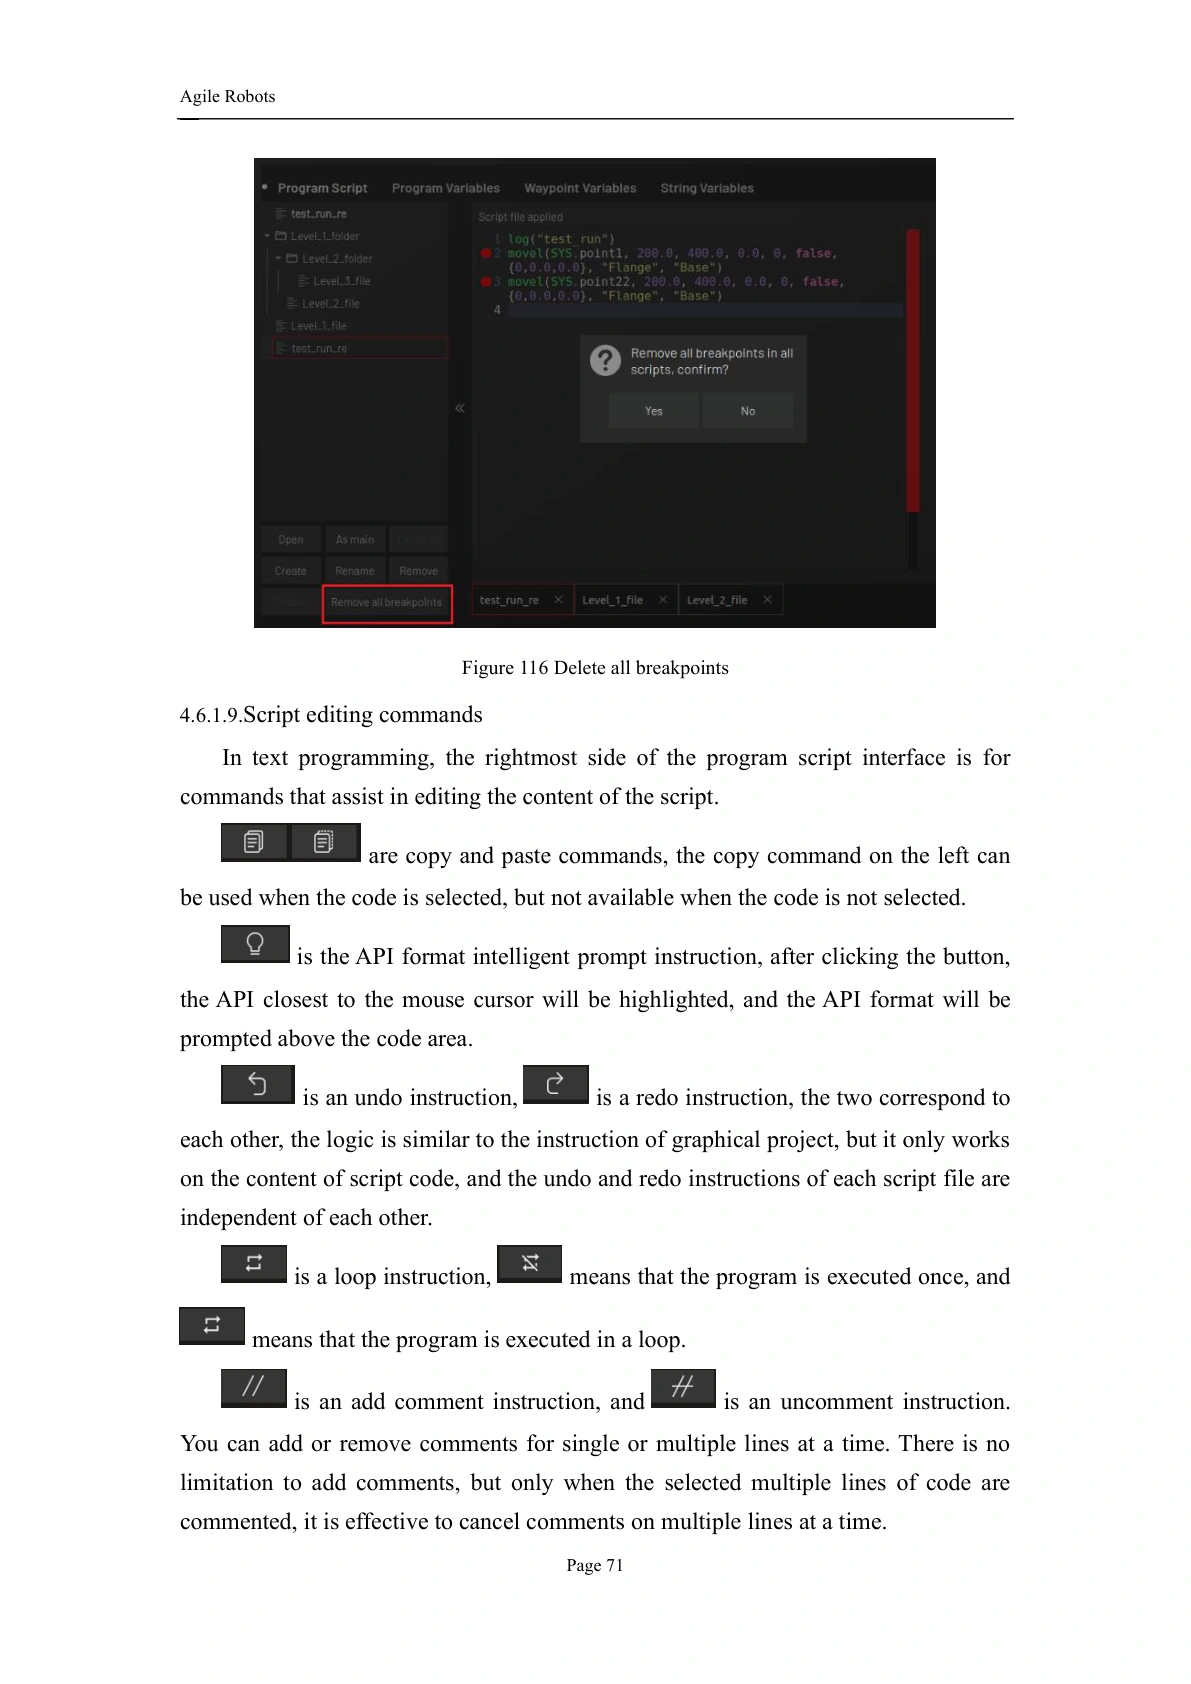 Agile Robots
Program Script Program Variables Waypoint Variables String Variables
test_run_re
Level_1_folder
Level_2_folder
Level_3_file
Level_2_file
Level_1_file
test_run_re
Script file applied
1 log("test_run")
2 movel(SYS.point1, 200.0, 400.0, 0.0, 0, false,
{0,0.0,0.0}, "Flange", "Base")
3 movel(SYS.point22, 200.0, 400.0, 0.0, 0, false,
{0,0.0,0.0}, "Flange", "Base")
4
Remove all breakpoints in all
scripts, confirm?
Yes No
Open As main
Create Rename Remove
Remove all breakpoints
test_run_re Level_1_file Level_2_file
Figure 116 Delete all breakpoints
4.6.1.9.Script editing commands
In text programming, the rightmost side of the program script interface is for
commands that assist in editing the content of the script.
are copy and paste commands, the copy command on the left can
be used when the code is selected, but not available when the code is not selected.
is the API format intelligent prompt instruction, after clicking the button,
the API closest to the mouse cursor will be highlighted, and the API format will be
prompted above the code area.
is an undo instruction, is a redo instruction, the two correspond to
each other, the logic is similar to the instruction of graphical project, but it only works
on the content of script code, and the undo and redo instructions of each script file are
independent of each other.
is a loop instruction, means that the program is executed once, and
means that the program is executed in a loop.
// is an add comment instruction, and is an uncomment instruction.
You can add or remove comments for single or multiple lines at a time. There is no
limitation to add comments, but only when the selected multiple lines of code are
commented, it is effective to cancel comments on multiple lines at a time.
Page 71